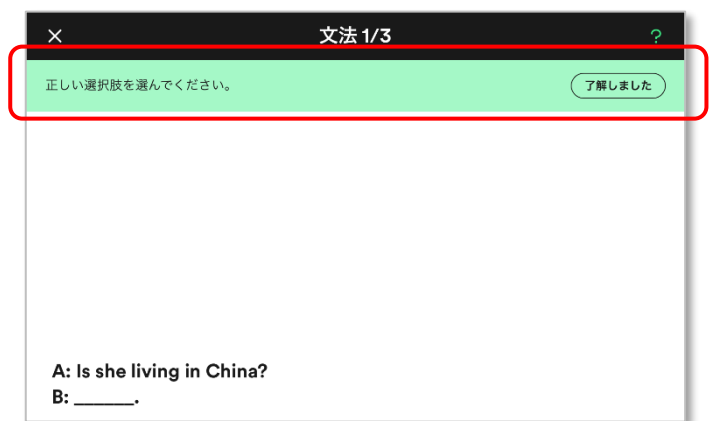 × 文法 1/3 ?
正しい選択肢を選んでください。 了解しました
A: Is she living in China?
B: ______.